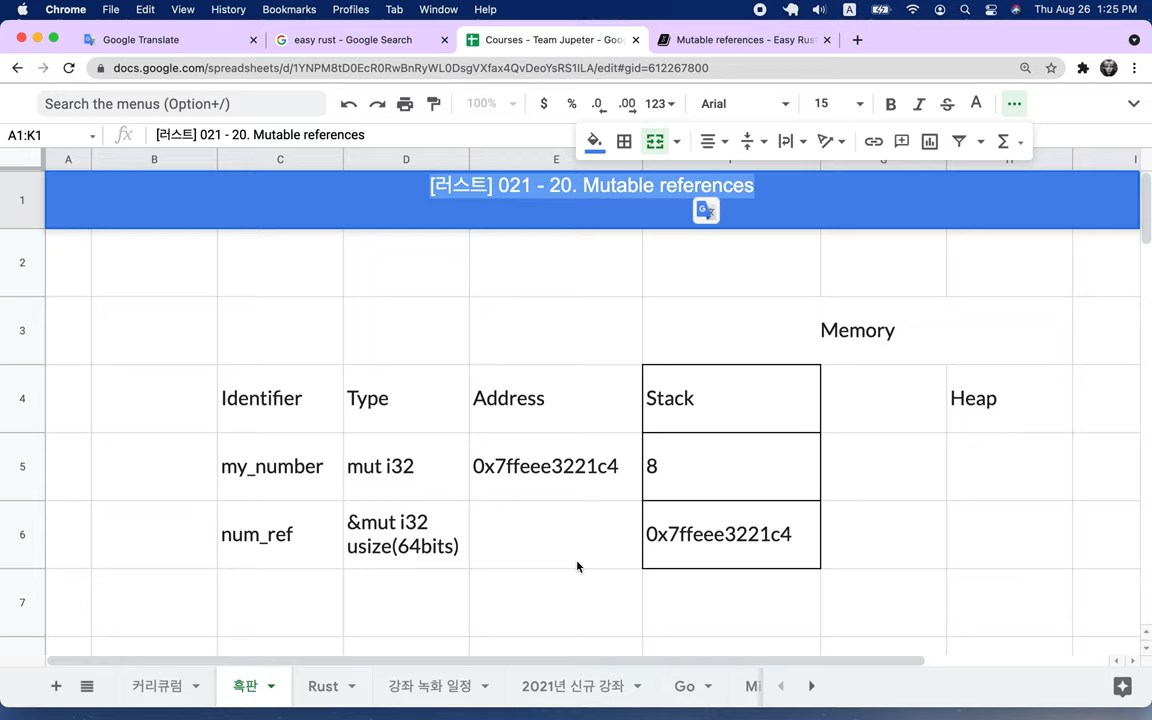 Chrome File Edit View History Bookmarks Profiles Tab Window Help A Thu Aug 26 1:25 PM
Google Translate easy rust - Google Search Courses - Team Jupeter - Goo Mutable references - Easy Rus
docs.google.com/spreadsheets/d/1YNPM8tD0EcR0RwBnRyWL0DsgVXfax4QvDeoYsRS1ILA/edit#gid=612267800
Search the menus (Option+/) 100% $ % .0 .00 123 Arial 15 B I S A
A1:K1 fx [러스트] 021 - 20. Mutable references
A B C D E H I
1 [러스트] 021 - 20. Mutable references
2
3 Memory
4 Identifier Type Address Stack Heap
5 my_number mut i32 0x7ffeee3221c4 8
6 num_ref &mut i32 0x7ffeee3221c4
usize(64bits)
7
커리큘럼 흑판 Rust 강좌 녹화 일정 2021년 신규 강좌 Go Mi